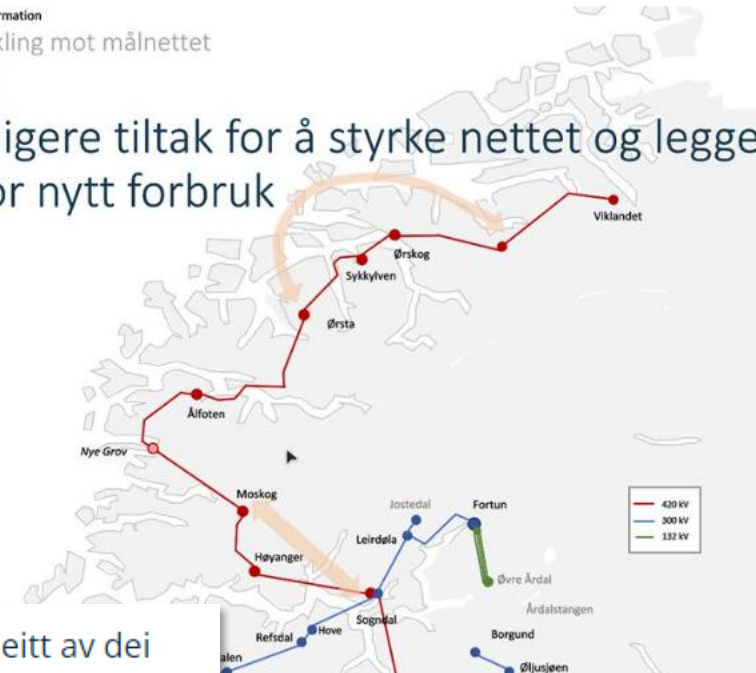 rmation
kling mot målnettet
igere tiltak for å styrke nettet og legge
or nytt forbruk
Viklandet
Ørskog
Sykkylven
Ørsta
Ålfoten
Nye Grov
Moskog
Jostedal
Fortun
420 kV
300 kV
132 kV
Leirdøla
Høyanger
Øvre Årdal
Årdalstangen
Sogndal
Hove
Refsdal
Borgund
eitt av dei
alen
Øljusjøen